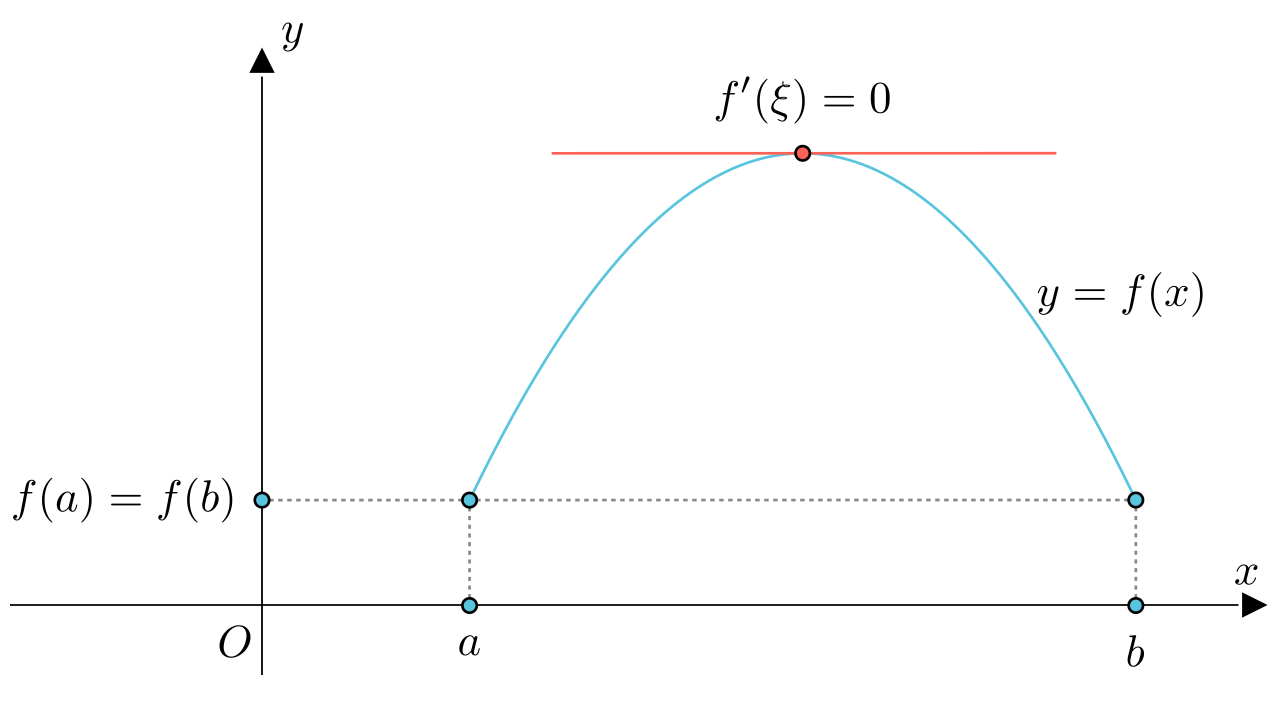 y
f′(ξ) = 0
y = f(x)
f(a) = f(b)
x
O
a
b